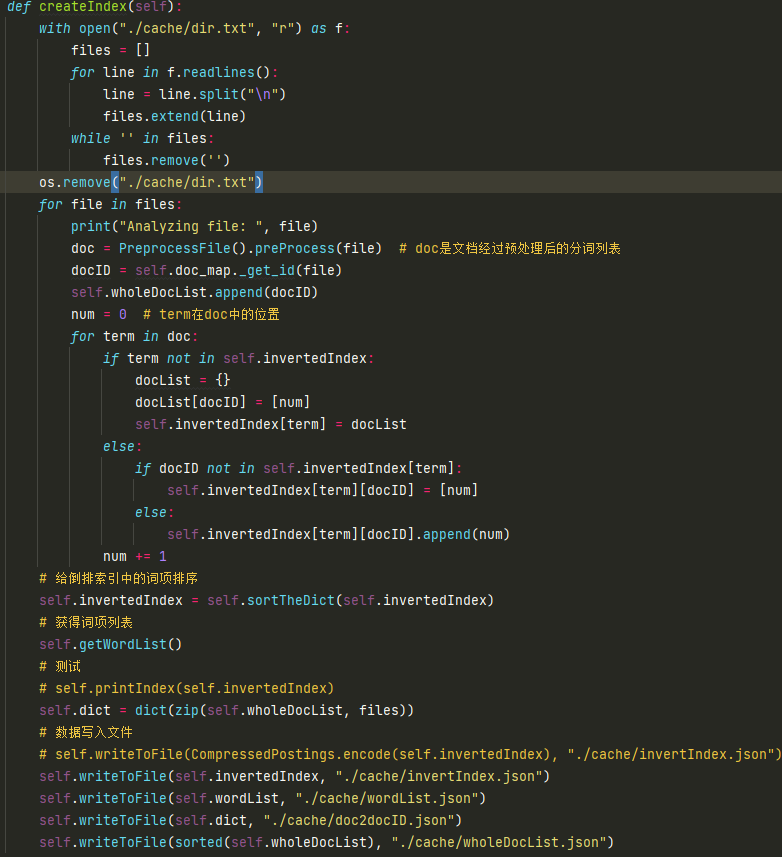 def createIndex(self):
    with open("./cache/dir.txt", "r") as f:
        files = []
        for line in f.readlines():
            line = line.split("\n")
            files.extend(line)
        while '' in files:
            files.remove('')
    os.remove("./cache/dir.txt")
    for file in files:
        print("Analyzing file: ", file)
        doc = PreprocessFile().preProcess(file)  # doc是文档经过预处理后的分词列表
        docID = self.doc_map._get_id(file)
        self.wholeDocList.append(docID)
        num = 0  # term在doc中的位置
        for term in doc:
            if term not in self.invertedIndex:
                docList = {}
                docList[docID] = [num]
                self.invertedIndex[term] = docList
            else:
                if docID not in self.invertedIndex[term]:
                    self.invertedIndex[term][docID] = [num]
                else:
                    self.invertedIndex[term][docID].append(num)
            num += 1
    # 给倒排索引中的词项排序
    self.invertedIndex = self.sortTheDict(self.invertedIndex)
    # 获得词项列表
    self.getWordList()
    # 测试
    # self.printIndex(self.invertedIndex)
    self.dict = dict(zip(self.wholeDocList, files))
    # 数据写入文件
    # self.writeToFile(CompressedPostings.encode(self.invertedIndex), "./cache/invertIndex.json")
    self.writeToFile(self.invertedIndex, "./cache/invertIndex.json")
    self.writeToFile(self.wordList, "./cache/wordList.json")
    self.writeToFile(self.dict, "./cache/doc2docID.json")
    self.writeToFile(sorted(self.wholeDocList), "./cache/wholeDocList.json")